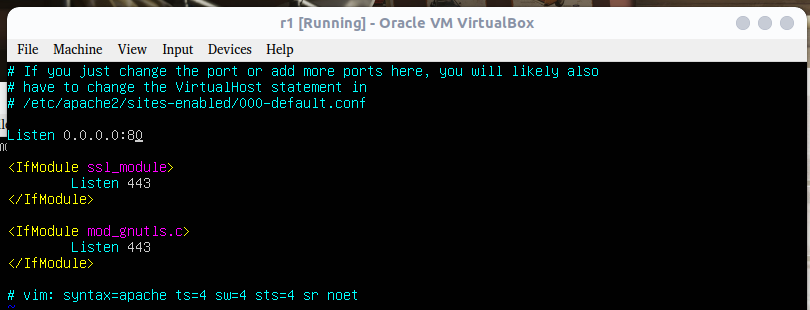 r1 [Running] - Oracle VM VirtualBox
File Machine View Input Devices Help
# If you just change the port or add more ports here, you will likely also
# have to change the VirtualHost statement in
# /etc/apache2/sites-enabled/000-default.conf
Listen 0.0.0.0:80
<IfModule ssl_module>
Listen 443
</IfModule>
<IfModule mod_gnutls.c>
Listen 443
</IfModule>
# vim: syntax=apache ts=4 sw=4 sts=4 sr noet